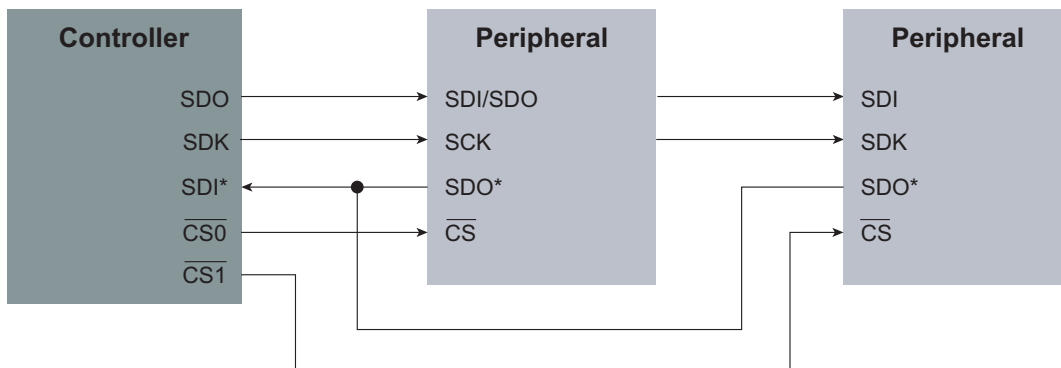 Controller
SDO
SDK
SDI*
CS0
CS1
Peripheral
SDI/SDO
SCK
SDO*
CS
Peripheral
SDI
SDK
SDO*
CS